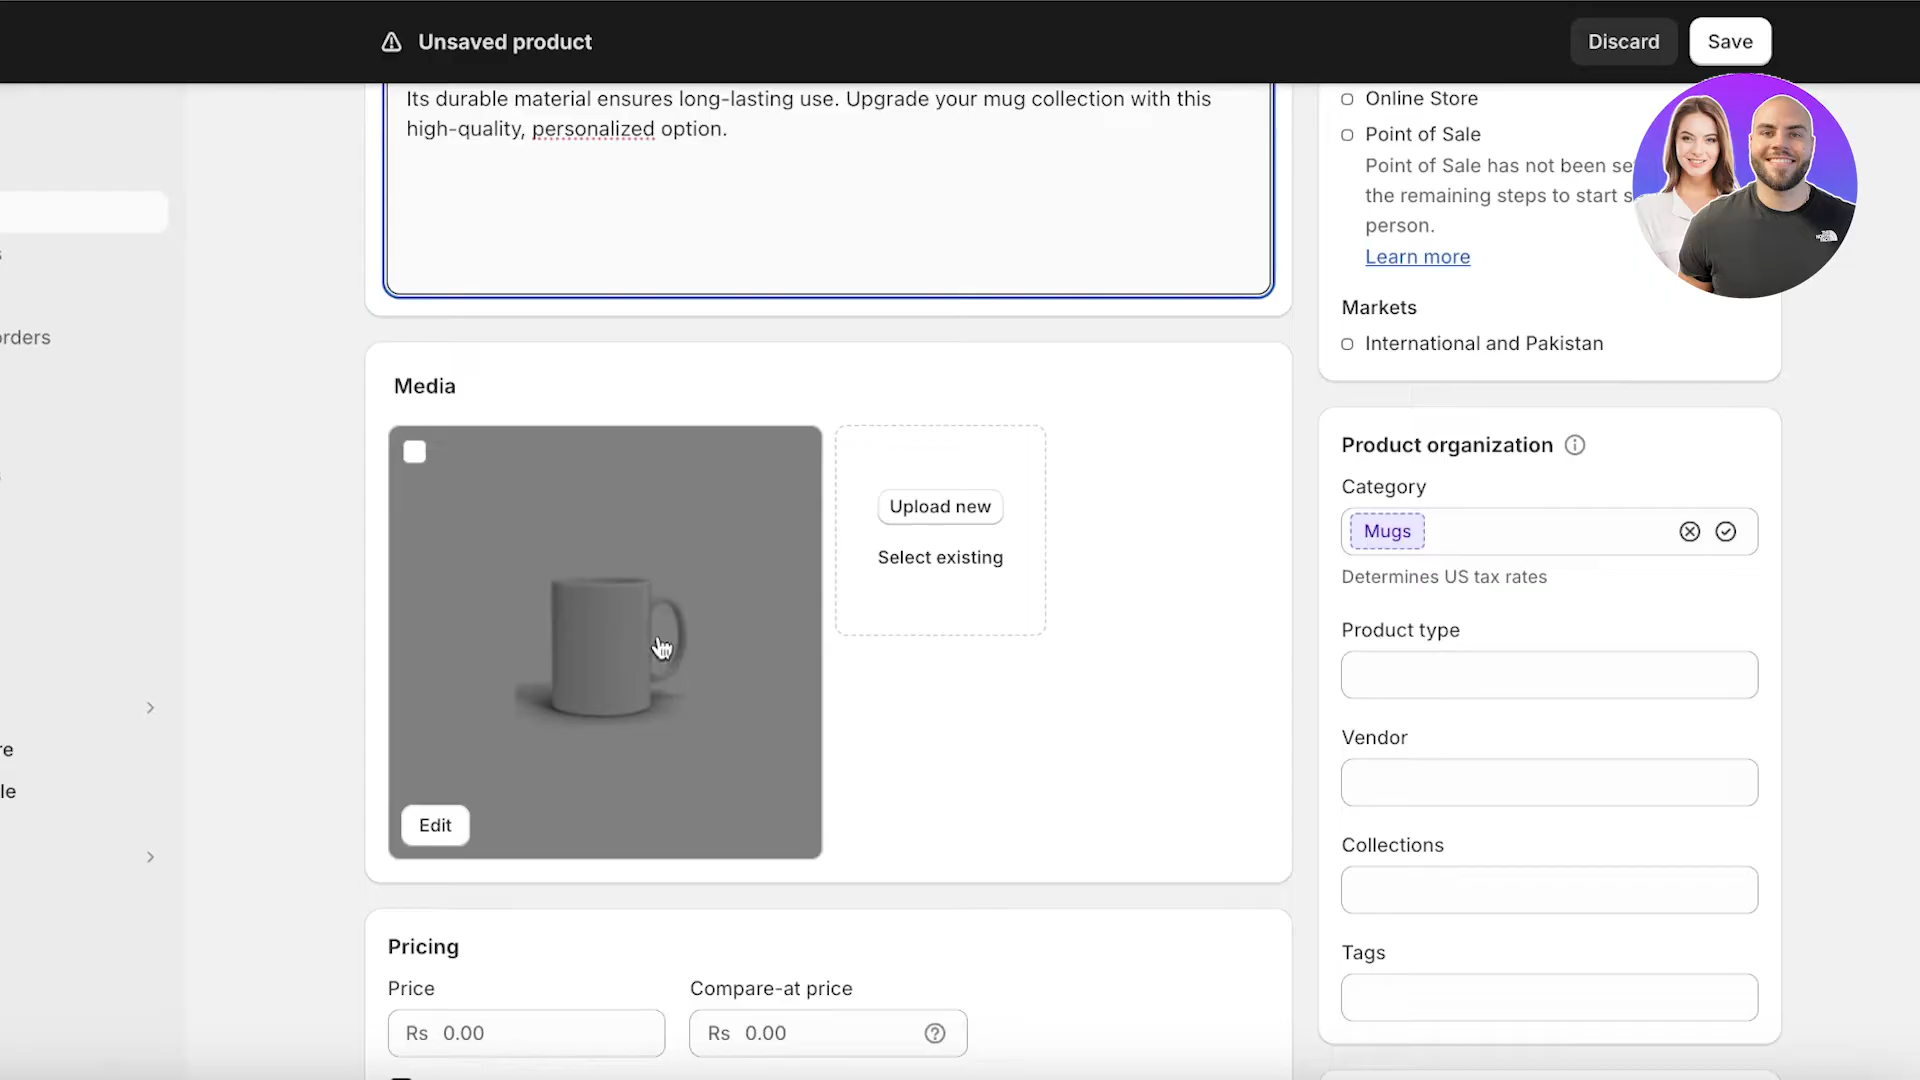 Unsaved product
Discard
Save
Its durable material ensures long-lasting use. Upgrade your mug collection with this
high-quality, personalized option.
Online Store
Point of Sale
Point of Sale has not been se
the remaining steps to start s
person.
Learn more
Markets
International and Pakistan
orders
re
le
Media
Upload new
Select existing
Edit
Product organization
Category
Mugs
Determines US tax rates
Product type
Vendor
Collections
Tags
Pricing
Price
Compare-at price
Rs 0.00
Rs 0.00